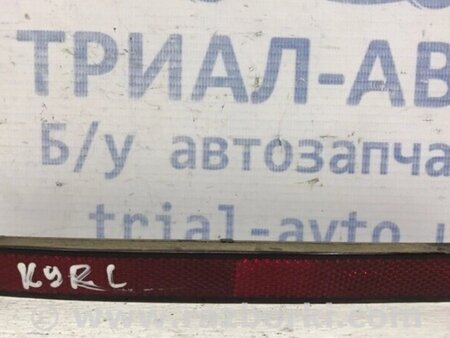 ТРИАЛ-АВ
Б/у автозапча
trial-avto.u
KYRL